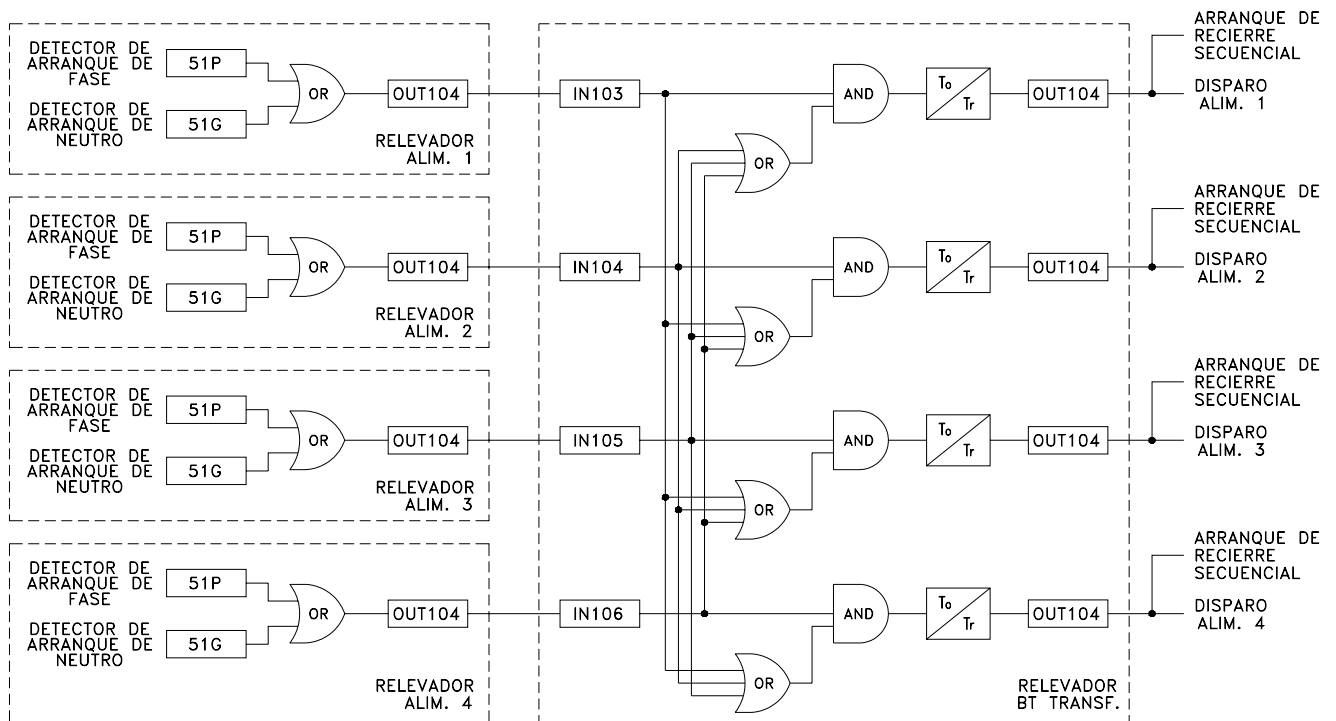 DETECTOR DE
ARRANQUE DE
FASE
51P
DETECTOR DE
ARRANQUE DE
NEUTRO
51G
OR
OUT104
RELEVADOR
ALIM. 1
IN103
OR
AND
To
Tr
OUT104
ARRANQUE DE
RECIERRE
SECUENCIAL
DISPARO
ALIM. 1
DETECTOR DE
ARRANQUE DE
FASE
51P
DETECTOR DE
ARRANQUE DE
NEUTRO
51G
OR
OUT104
RELEVADOR
ALIM. 2
IN104
OR
AND
To
Tr
OUT104
ARRANQUE DE
RECIERRE
SECUENCIAL
DISPARO
ALIM. 2
DETECTOR DE
ARRANQUE DE
FASE
51P
DETECTOR DE
ARRANQUE DE
NEUTRO
51G
OR
OUT104
RELEVADOR
ALIM. 3
IN105
OR
AND
To
Tr
OUT104
ARRANQUE DE
RECIERRE
SECUENCIAL
DISPARO
ALIM. 3
DETECTOR DE
ARRANQUE DE
FASE
51P
DETECTOR DE
ARRANQUE DE
NEUTRO
51G
OR
OUT104
RELEVADOR
ALIM. 4
IN106
OR
AND
To
Tr
OUT104
ARRANQUE DE
RECIERRE
SECUENCIAL
DISPARO
ALIM. 4
RELEVADOR
BT TRANSF.